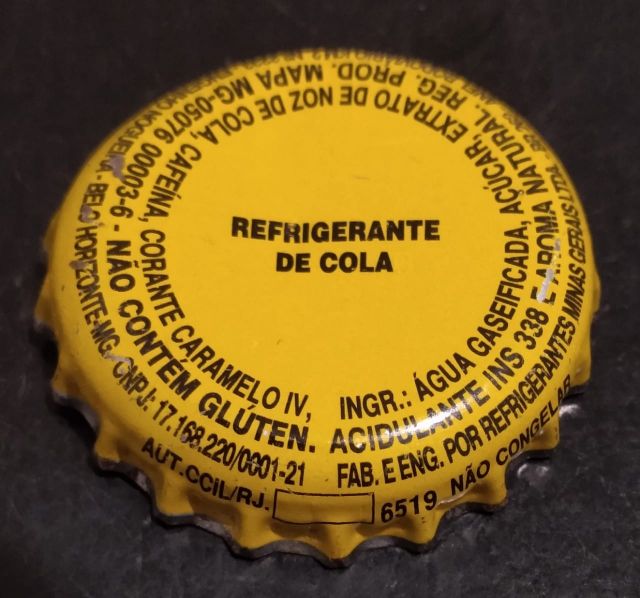 REFRIGERANTE
DE COLA
INGR.: ÁGUA GASEIFICADA, AÇÚCAR, EXTRATO DE NOZ DE COLA, CAFEÍNA, CORANTE CARAMELO IV,
ACIDULANTE INS 338 E AROMA NATURAL. REG. PROD. MAPA MG-05076 00003-6 - NÃO CONTÉM GLÚTEN.
FAB. E ENG. POR REFRIGERANTES MINAS GERAIS LTDA. NOGUEIRA - BELO HORIZONTE-MG. CNPJ: 17.168.220/0001-21
AUT.CCIL/RJ. 6519 NÃO CONGELAR